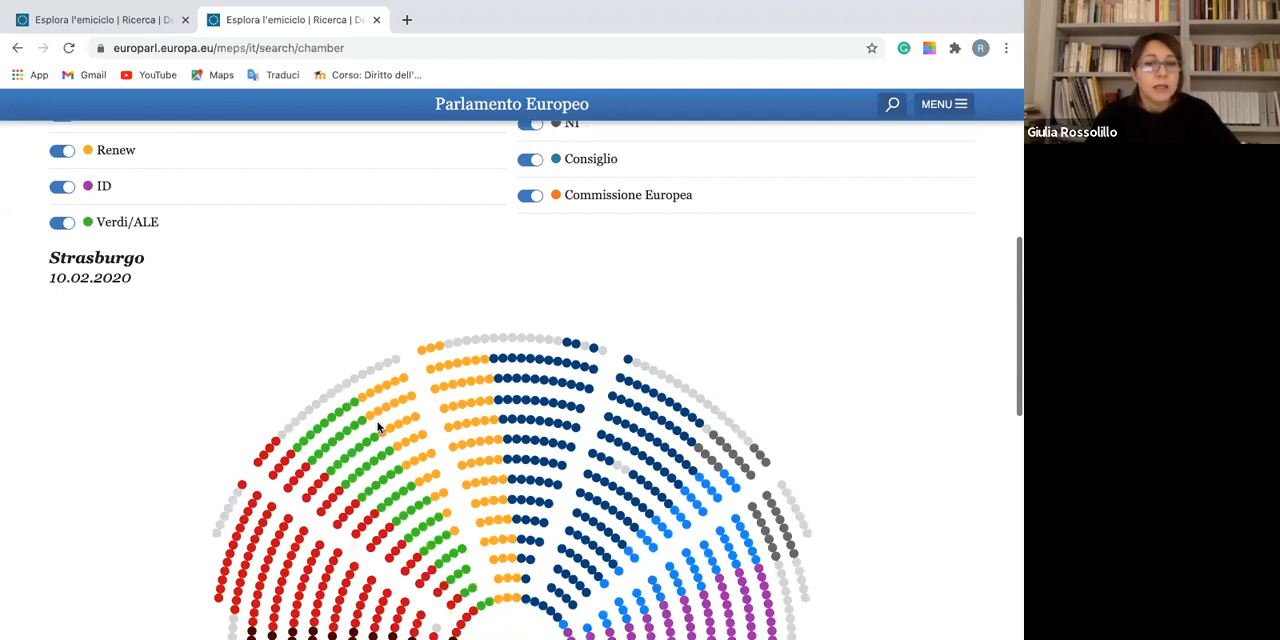 Esplora l'emiciclo | Ricerca | De
Esplora l'emiciclo | Ricerca | De
europarl.europa.eu/meps/it/search/chamber
R
App
Gmail
YouTube
Maps
Traduci
Corso: Diritto dell'...
Parlamento Europeo
MENU
Renew
ID
Verdi/ALE
NI
Consiglio
Commissione Europea
Strasburgo
10.02.2020
Giulia Rossolillo